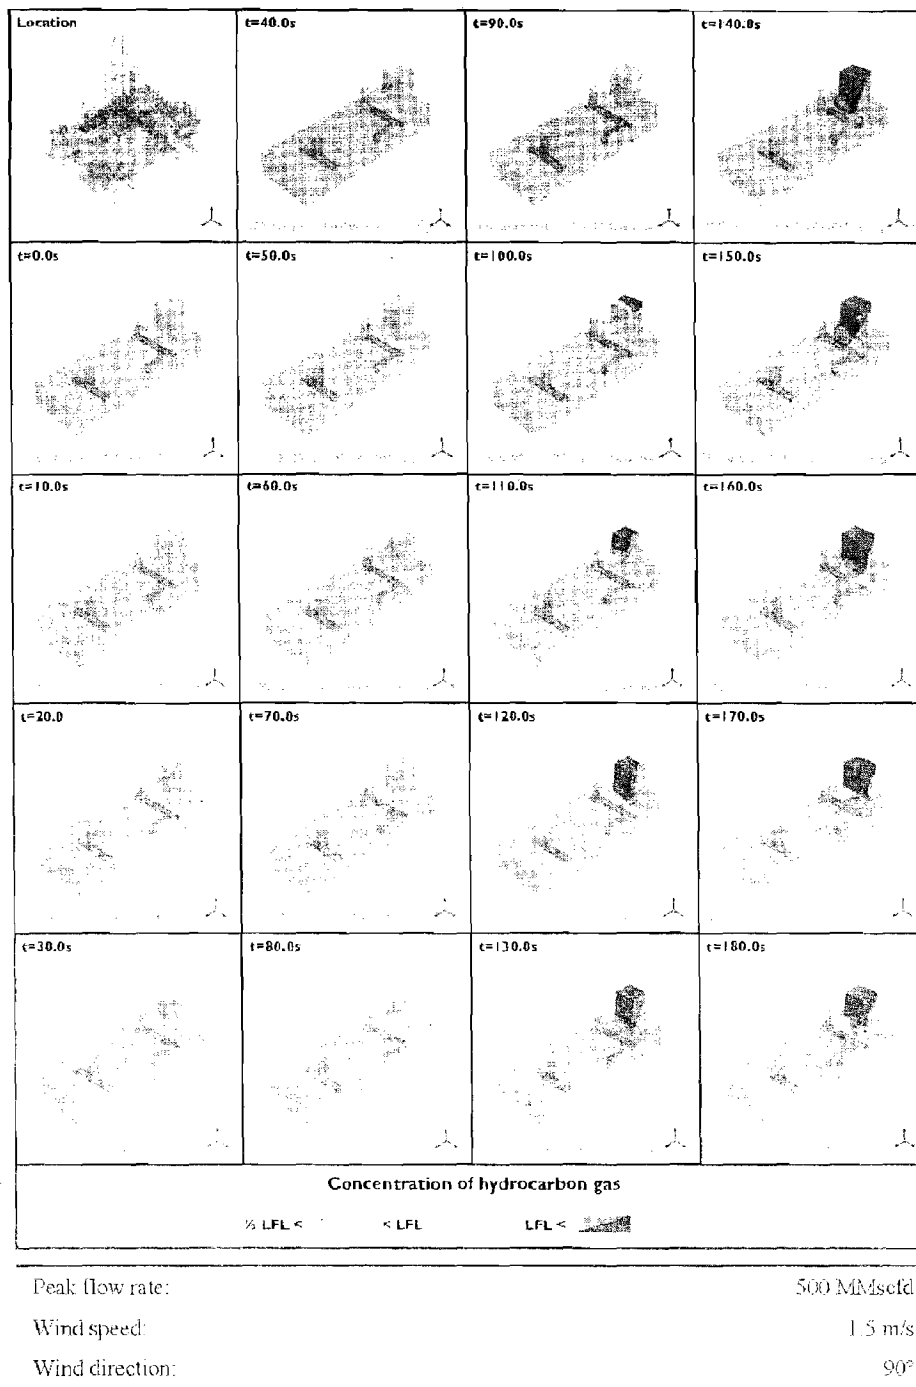 Location t=40.0s t=90.0s t=140.0s
t=0.0s t=50.0s t=100.0s t=150.0s
t=10.0s t=60.0s t=110.0s t=160.0s
t=20.0 t=70.0s t=120.0s t=170.0s
t=30.0s t=80.0s t=130.0s t=180.0s
Concentration of hydrocarbon gas
½ LFL < < LFL LFL <
Peak flow rate: 500 MMscfd
Wind speed: 1.5 m/s
Wind direction: 90°